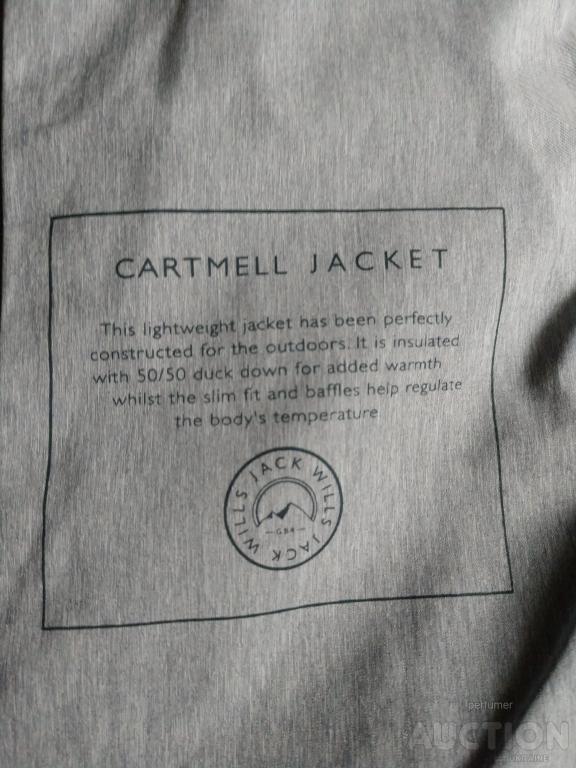 CARTMELL JACKET
This lightweight jacket has been perfectly
constructed for the outdoors. It is insulated
with 50/50 duck down for added warmth
whilst the slim fit and baffles help regulate
the body's temperature
JACK WILLS JACK WILLS
perfumer
AUCTION
UKRAINE